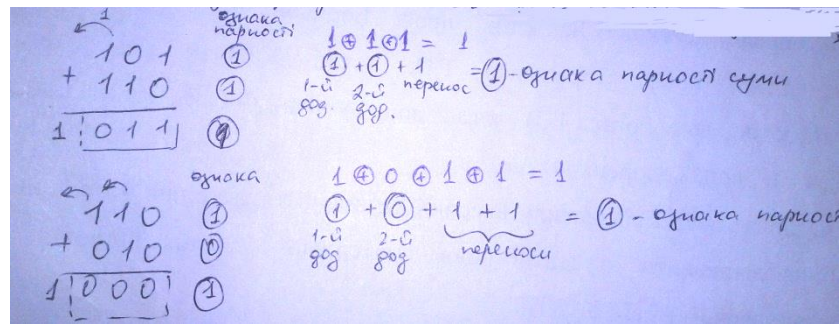 ознака
парності
1
101 ① 1⊕1⊕1 = 1
+ 110 ① ① + ① + 1 = ① - ознака парності суми
1-й дод. 2-й дод. перенос
1 011
ознака 1 ⊕ 0 ⊕ 1 ⊕ 1 = 1
110 ① ① + ⓪ + 1 + 1 = ① - ознака парност
+ 010 ⓪ 1-й дод 2-й дод переноси
1 000 ①